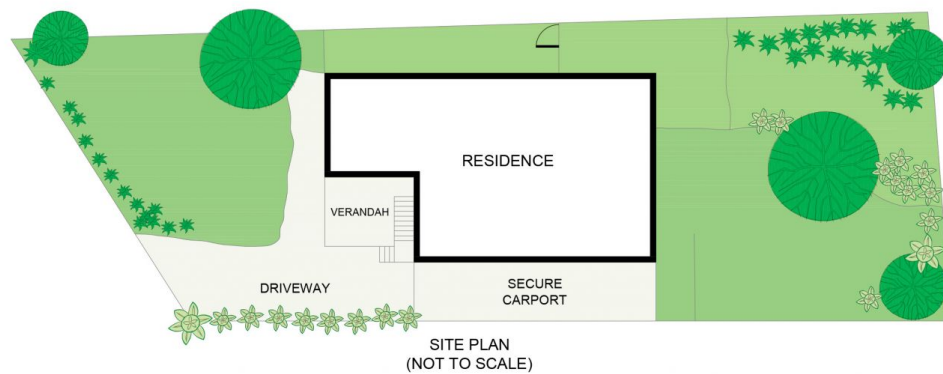 RESIDENCE
VERANDAH
DRIVEWAY
SECURE
CARPORT
SITE PLAN
(NOT TO SCALE)